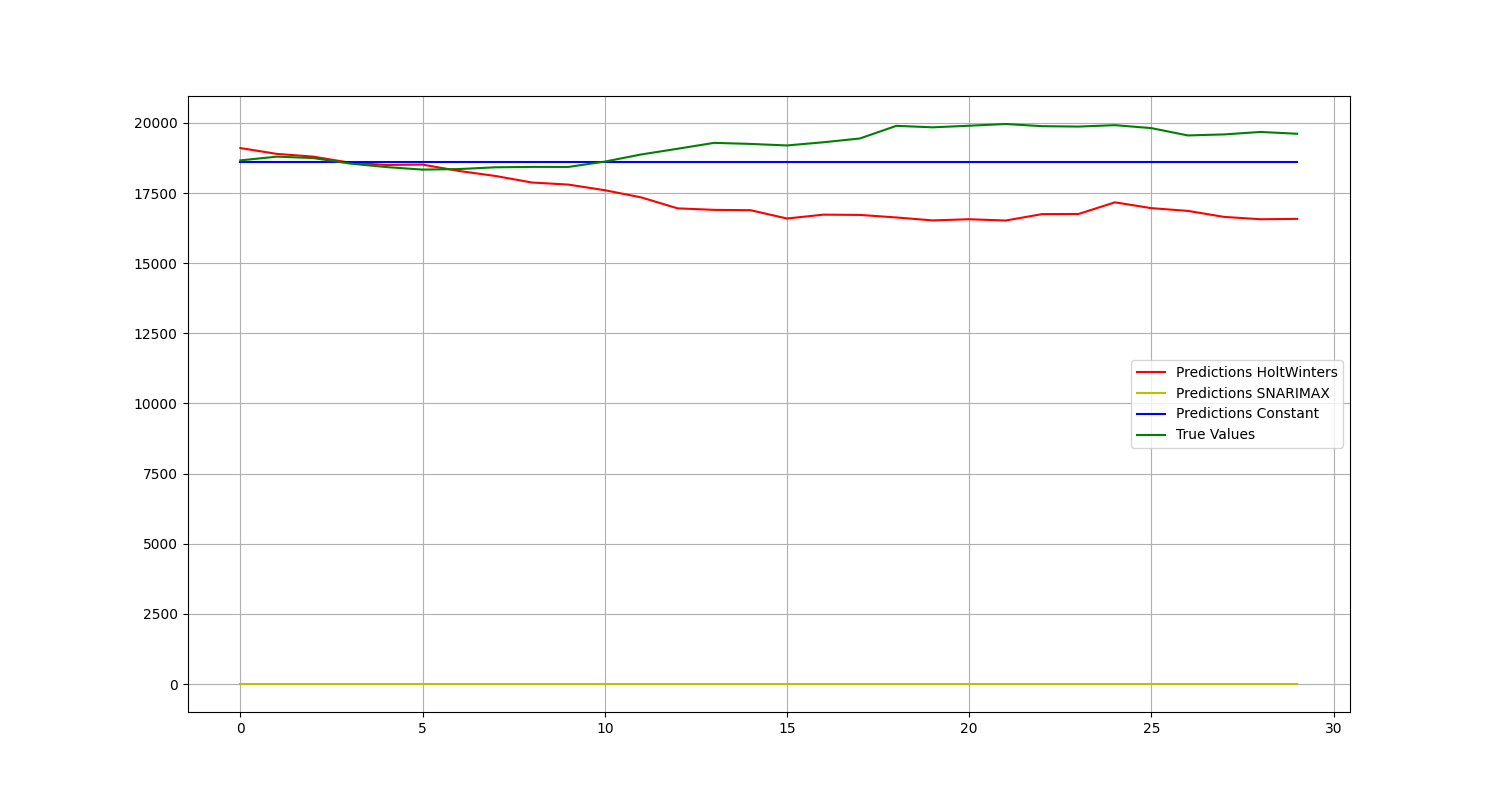 20000
17500
15000
12500
10000
7500
5000
2500
0
Predictions HoltWinters
Predictions SNARIMAX
Predictions Constant
True Values
0 5 10 15 20 25 30